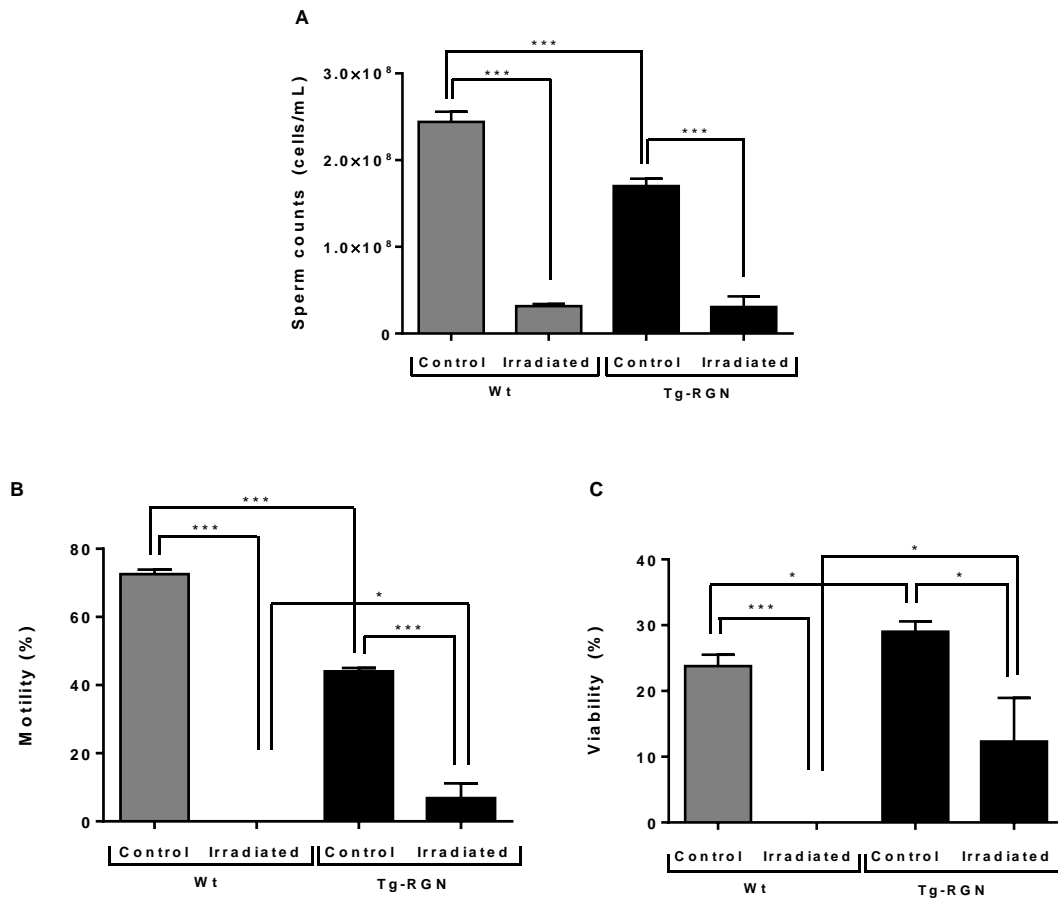 A
Sperm counts (cells/mL)
3.0×10⁸
2.0×10⁸
1.0×10⁸
0
***
***
***
Control Irradiated Control Irradiated
Wt Tg-RGN
B
Motility (%)
80
60
40
20
0
***
***
*
***
Control Irradiated Control Irradiated
Wt Tg-RGN
C
Viability (%)
40
30
20
10
0
*
*
*
***
Control Irradiated Control Irradiated
Wt Tg-RGN